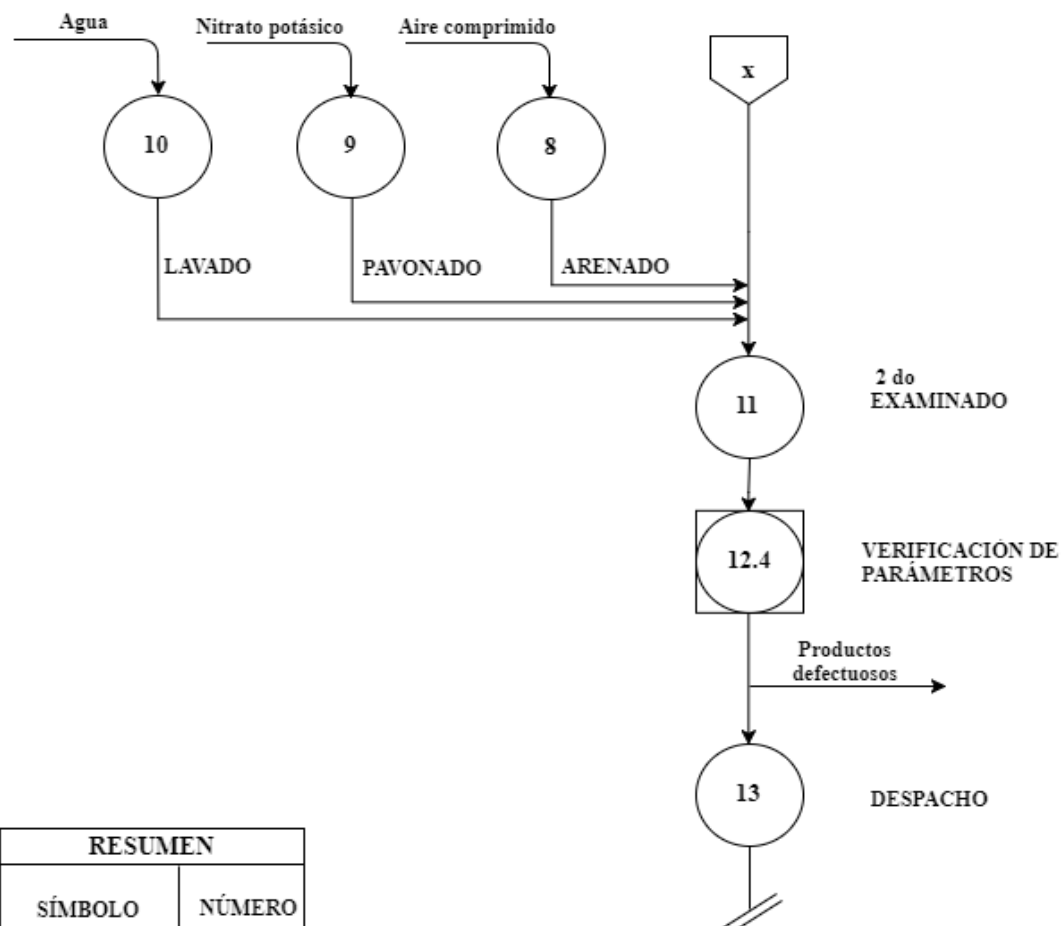 Agua
Nitrato potásico
Aire comprimido
x
10
9
8
LAVADO
PAVONADO
ARENADO
11
2 do
EXAMINADO
12.4
VERIFICACIÓN DE
PARÁMETROS
Productos
defectuosos
13
DESPACHO
RESUMEN
SÍMBOLO
NÚMERO